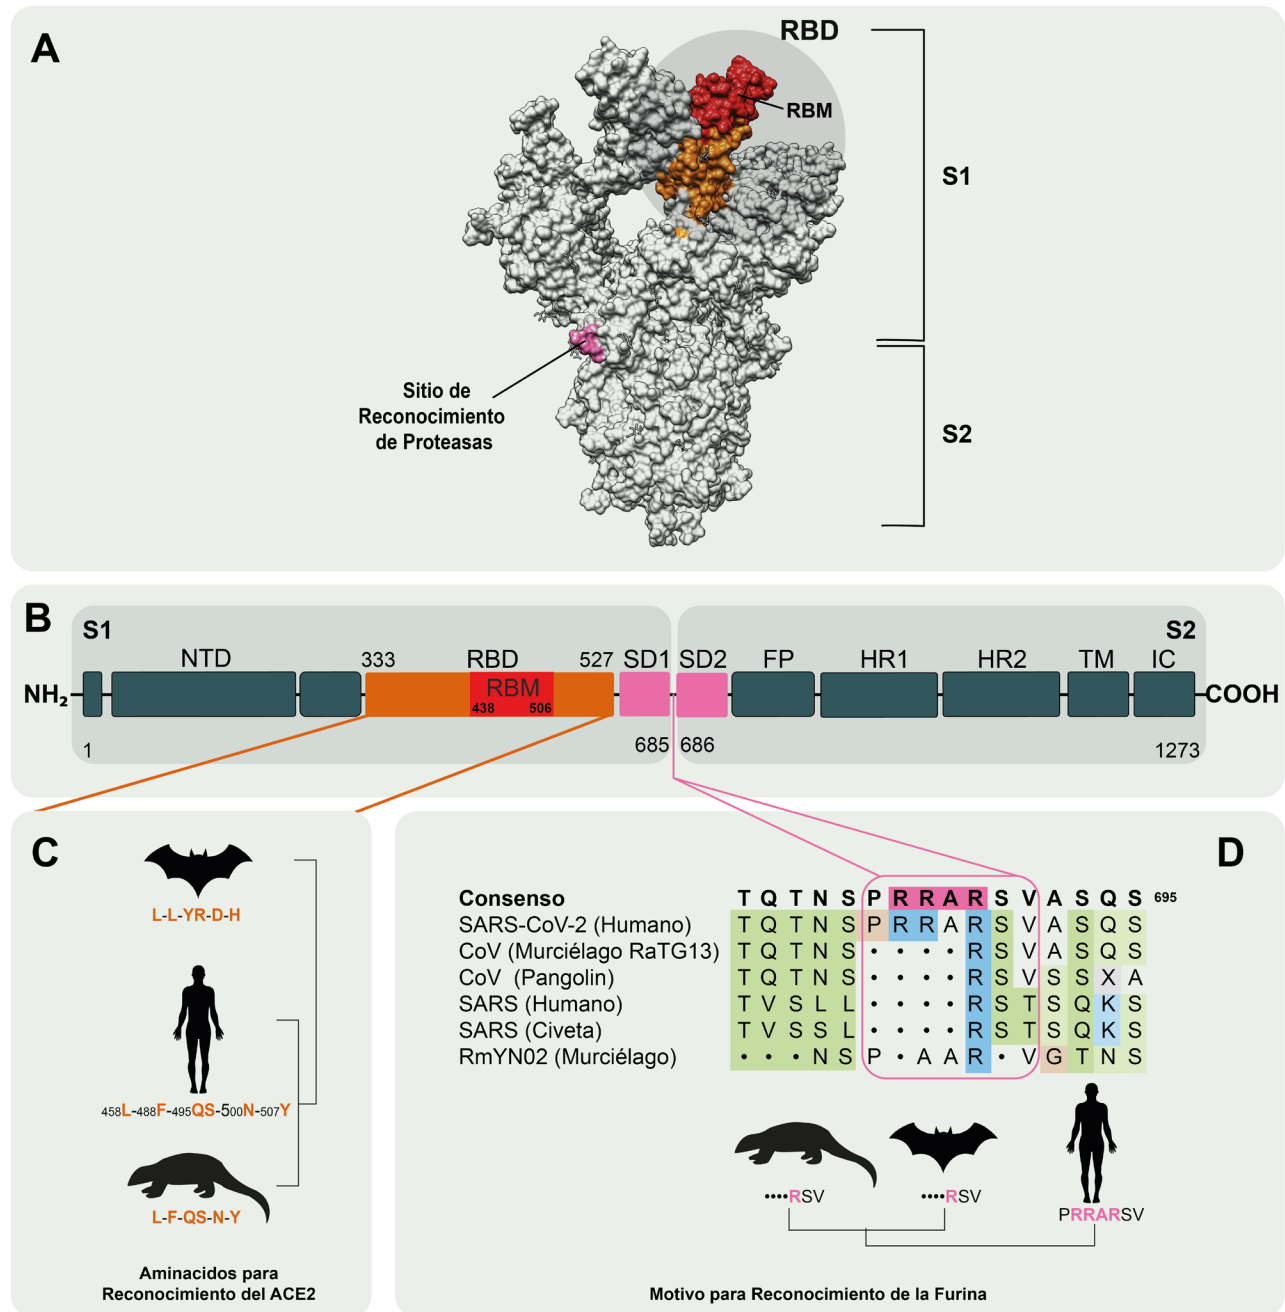 A
RBD
RBM
S1
Sitio de
Reconocimiento
de Proteasas
S2
B
S1
S2
NTD
333
RBD
527
SD1
SD2
FP
HR1
HR2
TM
IC
NH₂
RBM
438
506
COOH
1
685
686
1273
C
L-L-YR-D-H
458L-488F-495QS-500N-507Y
L-F-QS-N-Y
Aminacidos para
Reconocimiento del ACE2
D
Consenso T Q T N S P R R A R S V A S Q S 695
SARS-CoV-2 (Humano) T Q T N S P R R A R S V A S Q S
CoV (Murciélago RaTG13) T Q T N S • • • • R S V A S Q S
CoV (Pangolin) T Q T N S • • • • R S V S S X A
SARS (Humano) T V S L L • • • • R S T S Q K S
SARS (Civeta) T V S S L • • • • R S T S Q K S
RmYN02 (Murciélago) • • • N S P • A A R • V G T N S
••••RSV
••••RSV
PRRARSV
Motivo para Reconocimiento de la Furina